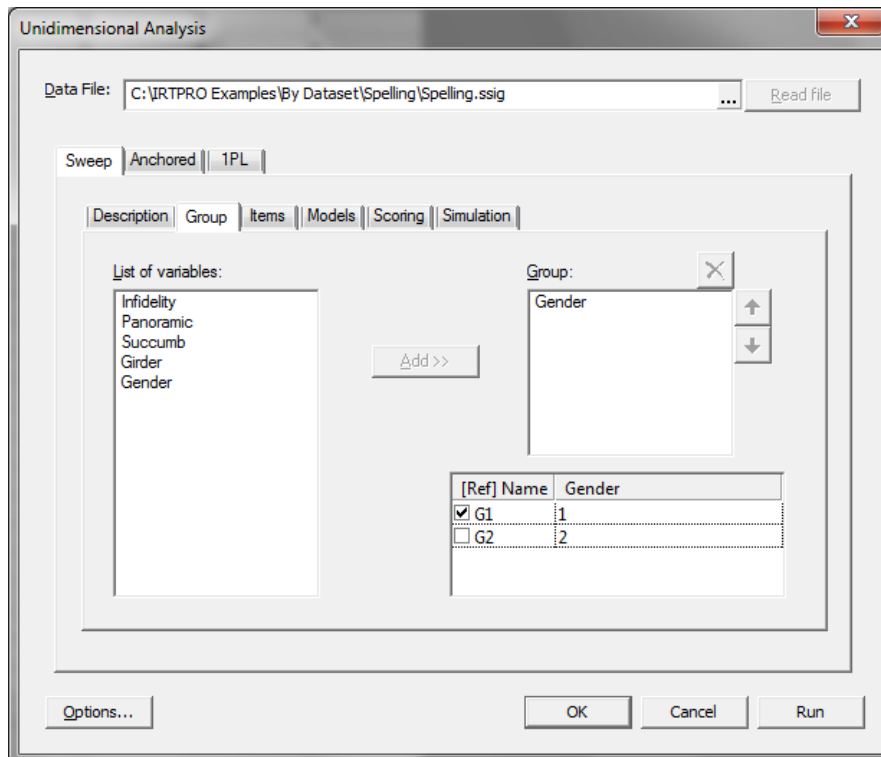 Unidimensional Analysis
Data File: C:\IRTPRO Examples\By Dataset\Spelling\Spelling.ssig ... Read file
Sweep Anchored 1PL
Description Group Items Models Scoring Simulation
List of variables: Group:
Infidelity Gender
Panoramic
Succumb
Girder Add >>
Gender
[Ref] Name Gender
G1 1
G2 2
Options... OK Cancel Run